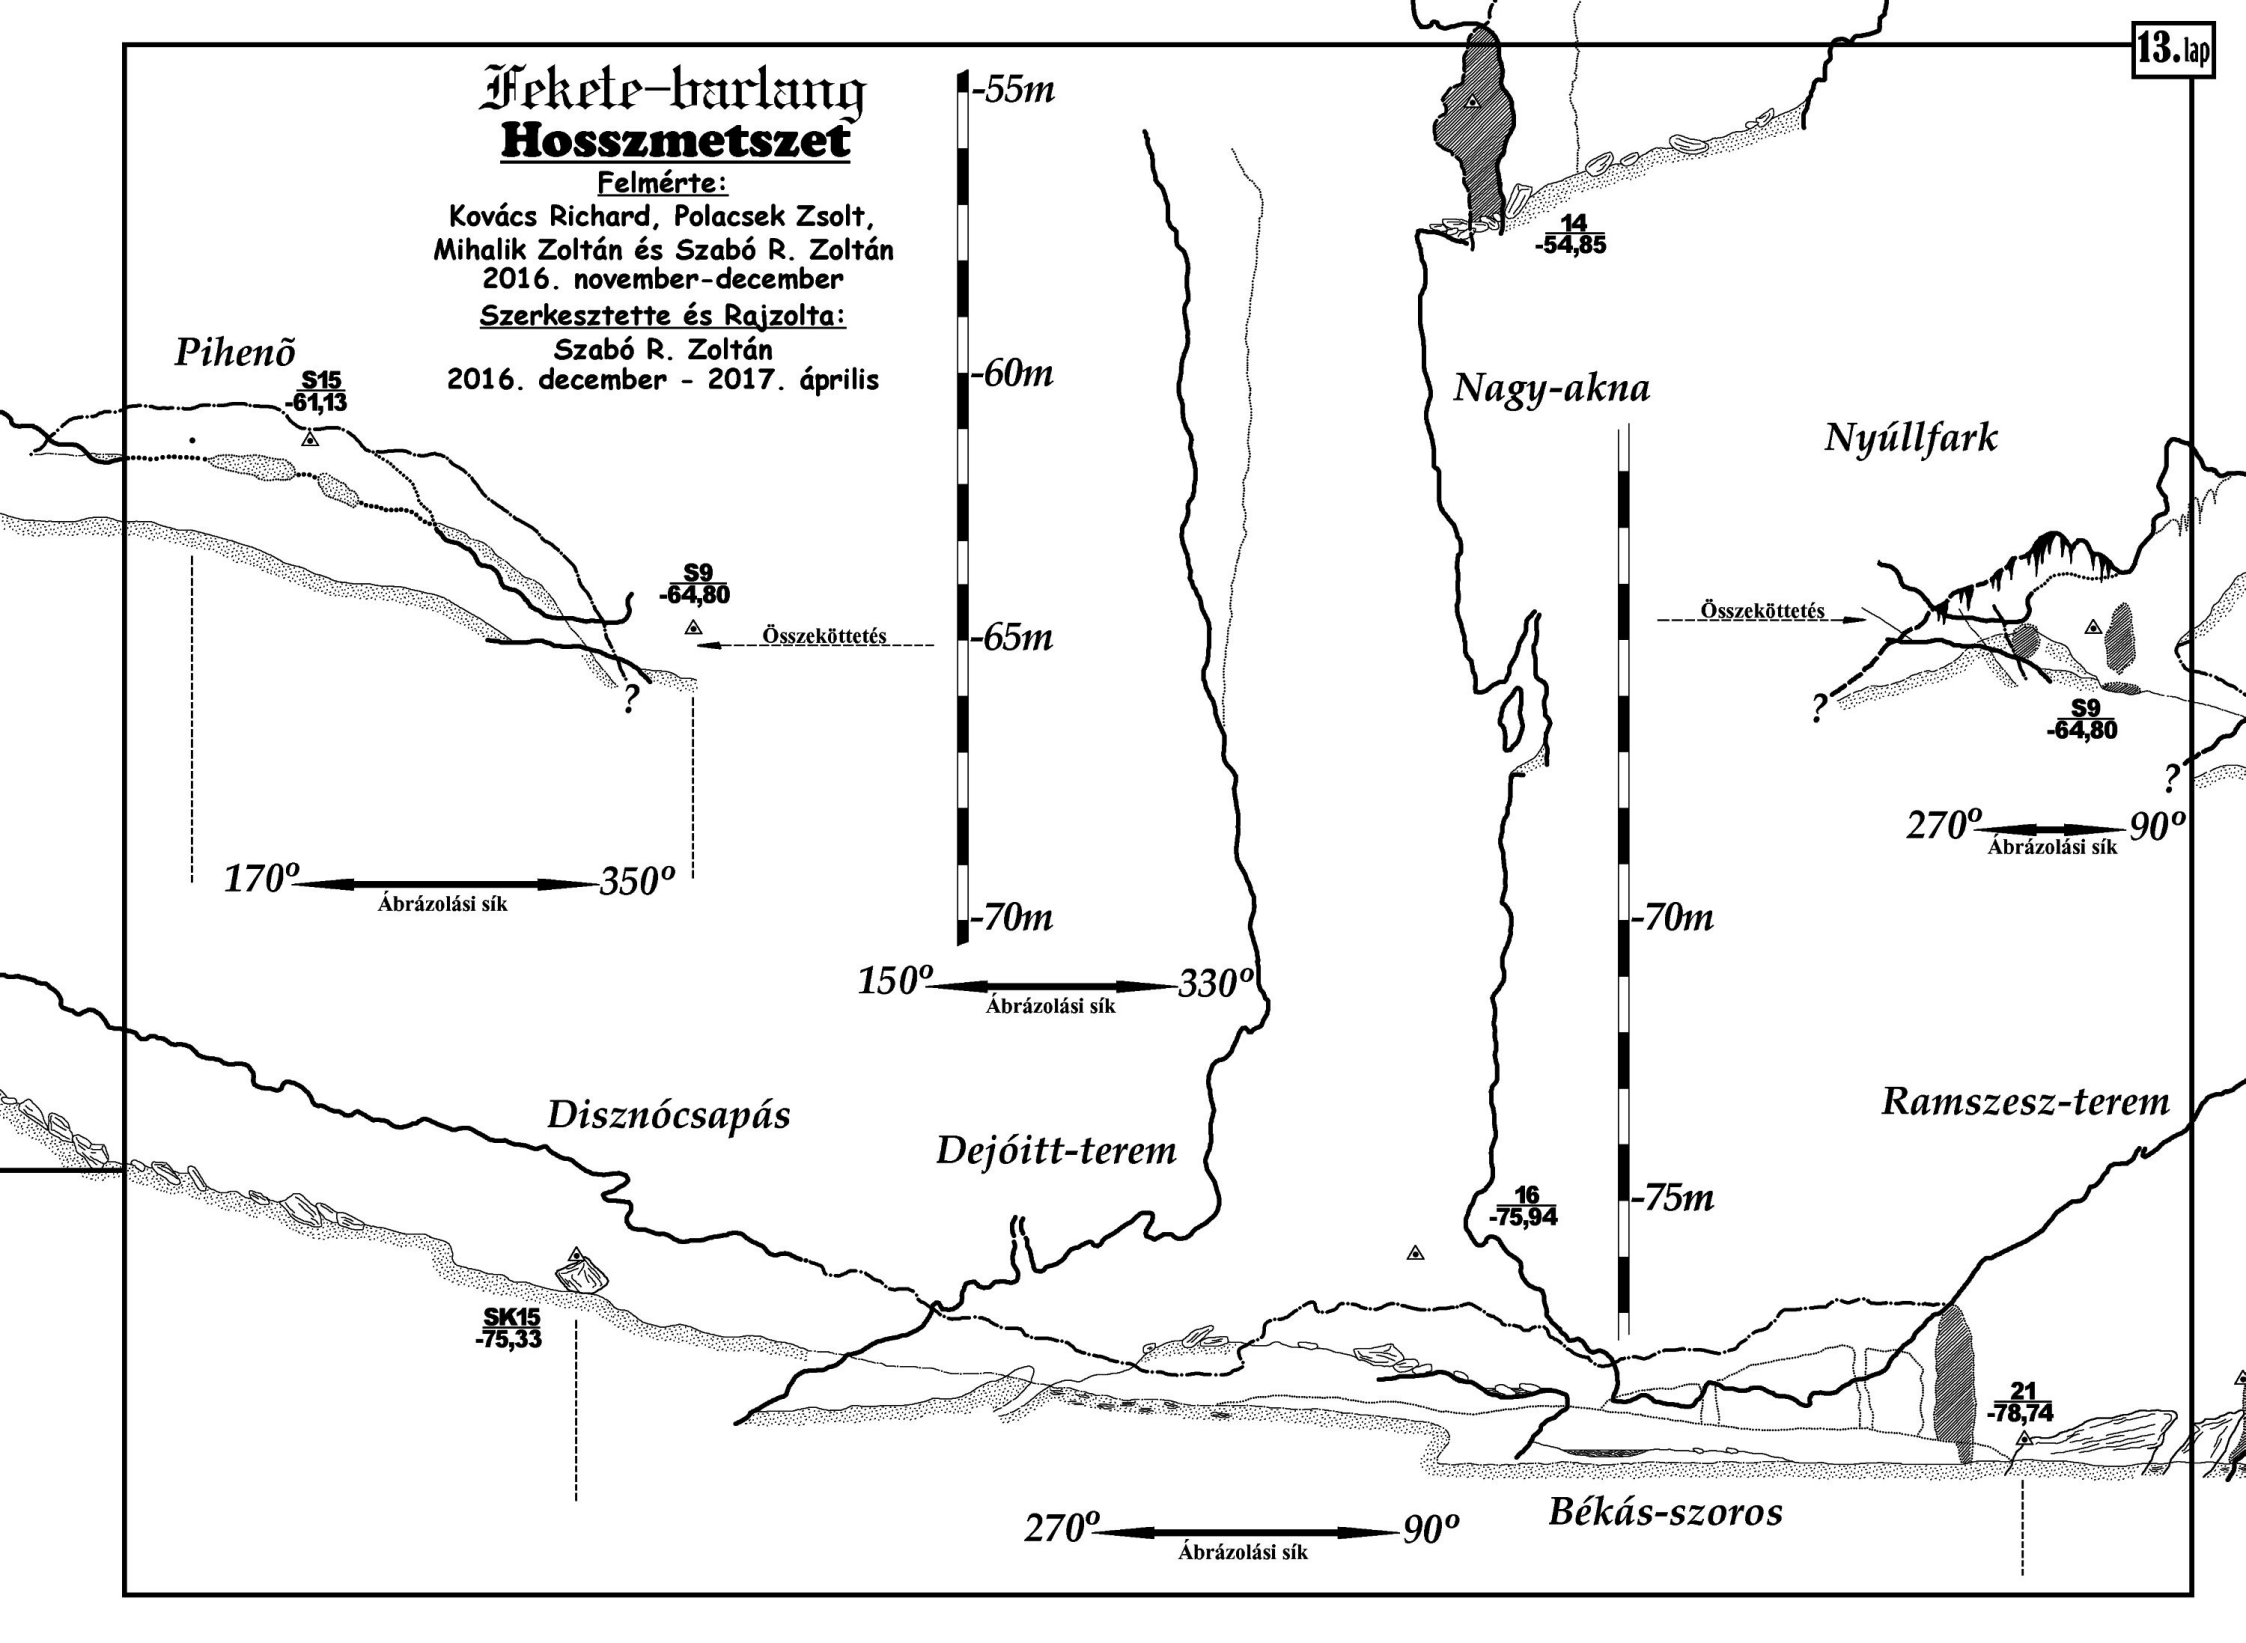 13. lap
Fekete-barlang
Hosszmetszet
Felmérte:
Kovács Richard, Polacsek Zsolt,
Mihalik Zoltán és Szabó R. Zoltán
2016. november-december
Szerkesztette és Rajzolta:
Szabó R. Zoltán
2016. december - 2017. április
-55m
-60m
-65m
-70m
14
-54,85
Pihenõ
S15
-61,13
S9
-64,80
Összeköttetés
?
170º
350º
Ábrázolási sík
150º
330º
Ábrázolási sík
Nagy-akna
Nyúllfark
Összeköttetés
?
S9
-64,80
?
270º
90º
Ábrázolási sík
-70m
-75m
Disznócsapás
Dejóitt-terem
Ramszesz-terem
16
-75,94
SK15
-75,33
21
-78,74
Békás-szoros
270º
90º
Ábrázolási sík